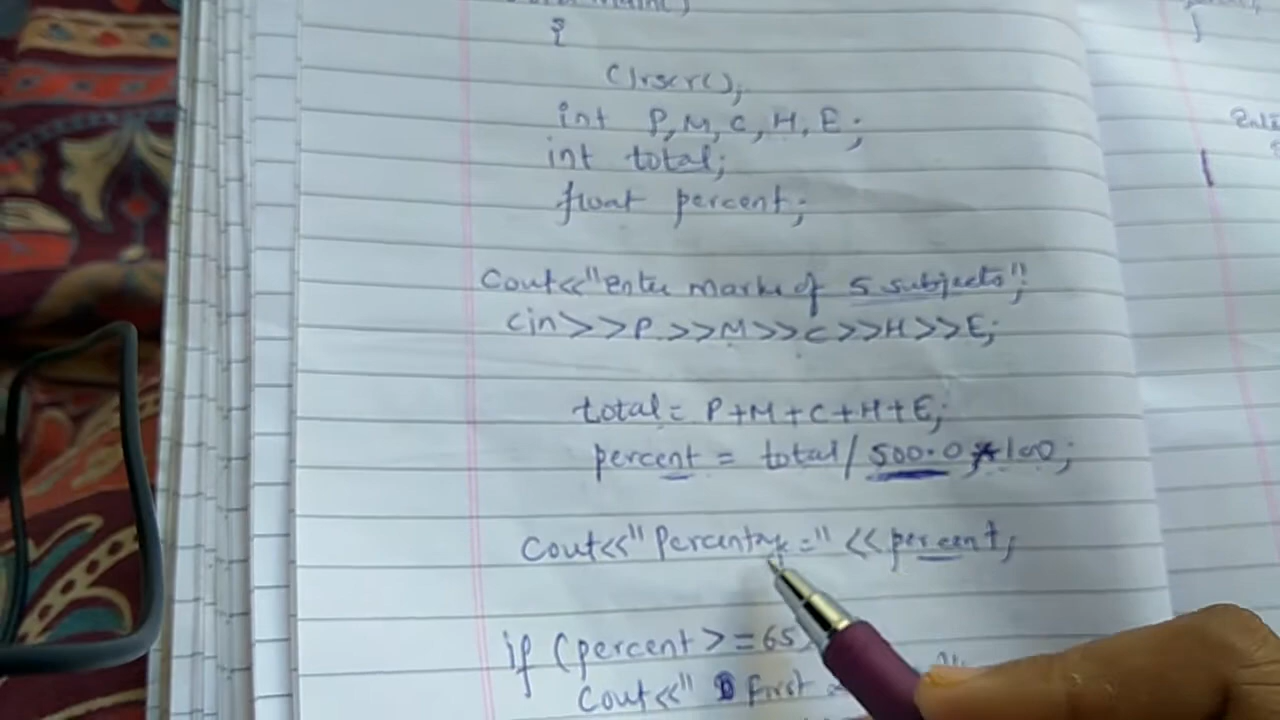 {
clrscr();
int P, M, C, H, E;
int total;
float percent;
Cout<<"Enter marks of 5 subjects";
cin>>P>>M>>C>>H>>E;
total = P+M+C+H+E;
percent = total/500.0*100;
Cout<<"Percentage="<<percent;
if (percent >= 65)
Cout<<" First
}